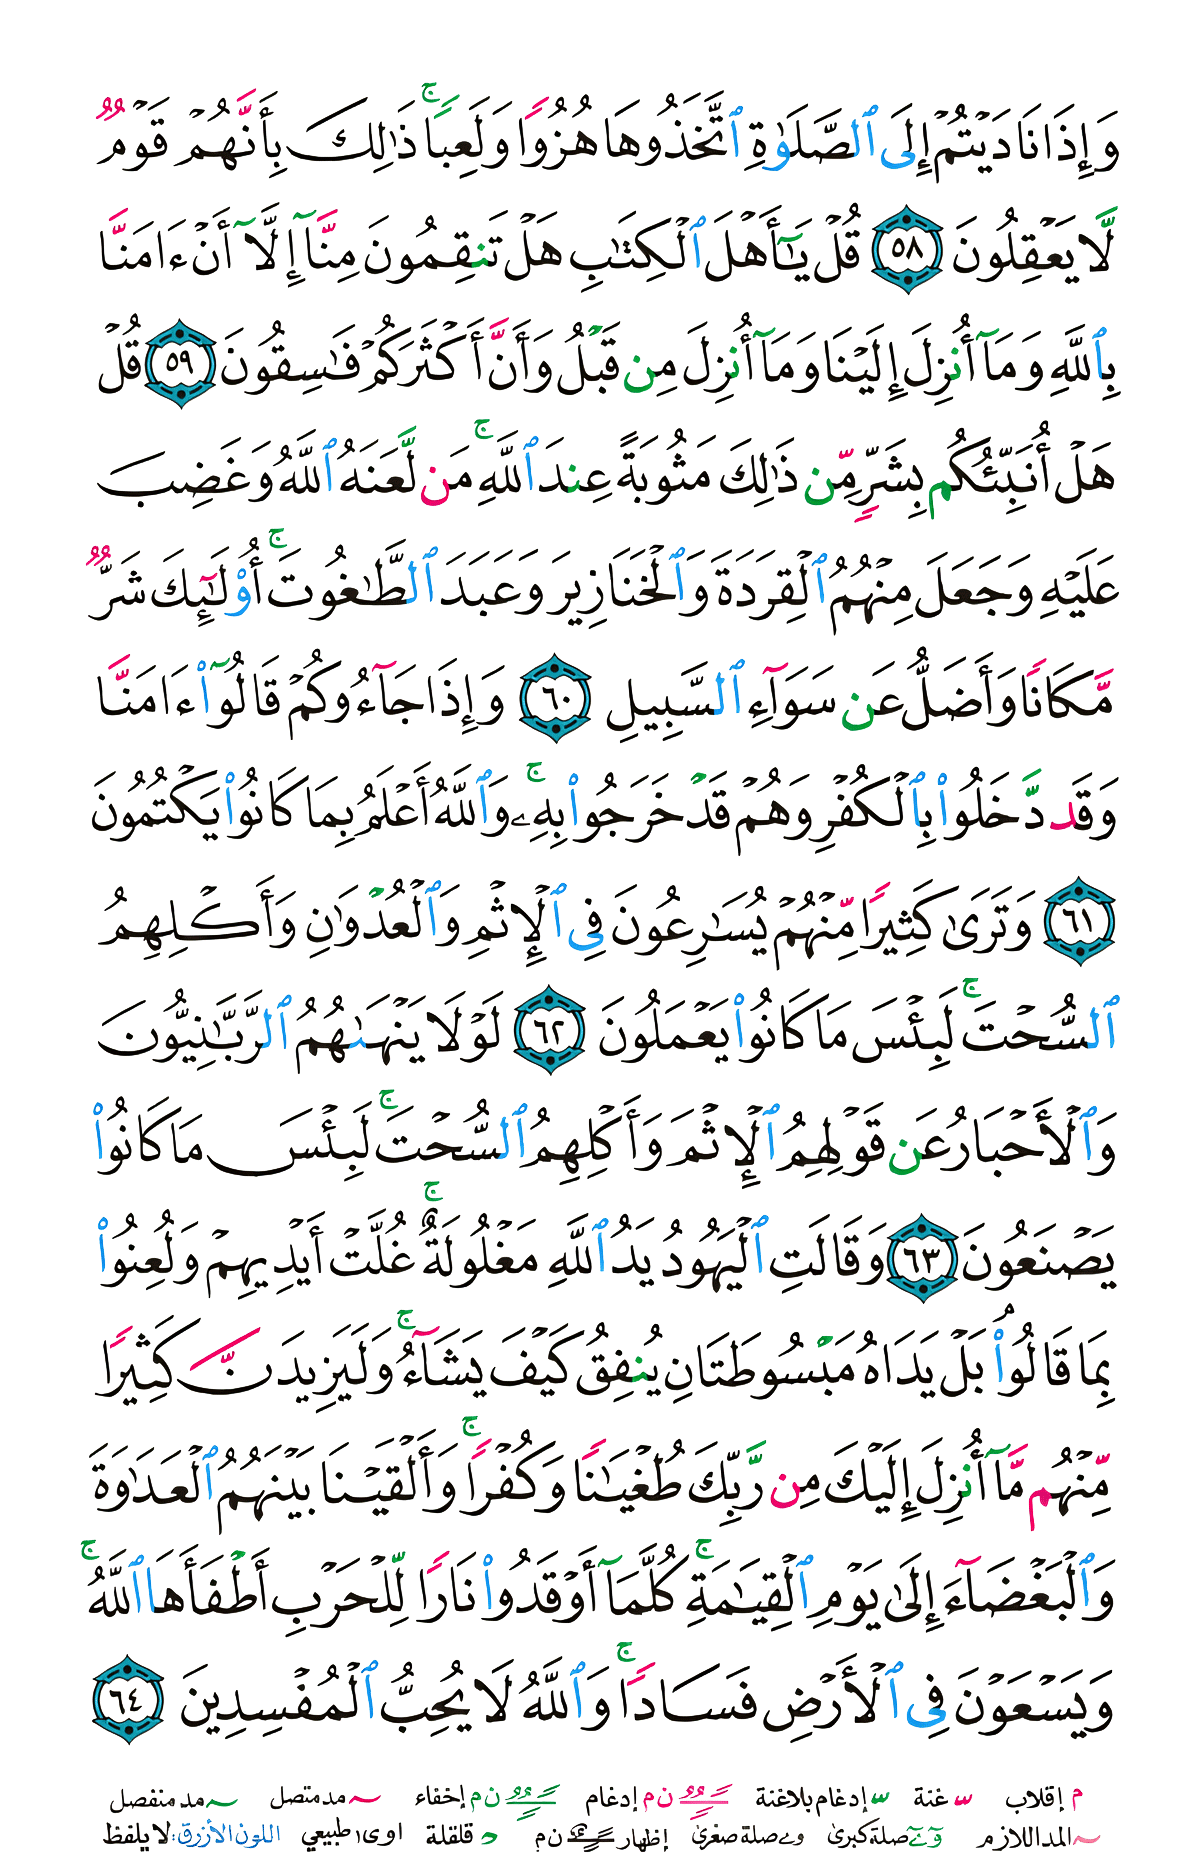 وَإِذَا نَادَيْتُمْ إِلَى ٱلصَّلَوٰةِ ٱتَّخَذُوهَا هُزُوًا وَلَعِبًا ۚ ذَٰلِكَ بِأَنَّهُمْ قَوْمٌ
لَّا يَعْقِلُونَ ٥٨ قُلْ يَٰٓأَهْلَ ٱلْكِتَٰبِ هَلْ تَنقِمُونَ مِنَّآ إِلَّآ أَنْ ءَامَنَّا
بِٱللَّهِ وَمَآ أُنزِلَ إِلَيْنَا وَمَآ أُنزِلَ مِن قَبْلُ وَأَنَّ أَكْثَرَكُمْ فَٰسِقُونَ ٥٩ قُلْ
هَلْ أُنَبِّئُكُم بِشَرٍّ مِّن ذَٰلِكَ مَثُوبَةً عِندَ ٱللَّهِ ۚ مَن لَّعَنَهُ ٱللَّهُ وَغَضِبَ
عَلَيْهِ وَجَعَلَ مِنْهُمُ ٱلْقِرَدَةَ وَٱلْخَنَازِيرَ وَعَبَدَ ٱلطَّٰغُوتَ ۚ أُو۟لَٰٓئِكَ شَرٌّ
مَّكَانًا وَأَضَلُّ عَن سَوَآءِ ٱلسَّبِيلِ ٦٠ وَإِذَا جَآءُوكُمْ قَالُوٓا۟ ءَامَنَّا
وَقَد دَّخَلُوا۟ بِٱلْكُفْرِ وَهُمْ قَدْ خَرَجُوا۟ بِهِۦ ۚ وَٱللَّهُ أَعْلَمُ بِمَا كَانُوا۟ يَكْتُمُونَ
٦١ وَتَرَىٰ كَثِيرًا مِّنْهُمْ يُسَٰرِعُونَ فِى ٱلْإِثْمِ وَٱلْعُدْوَٰنِ وَأَكْلِهِمُ
ٱلسُّحْتَ ۚ لَبِئْسَ مَا كَانُوا۟ يَعْمَلُونَ ٦٢ لَوْلَا يَنْهَىٰهُمُ ٱلرَّبَّٰنِيُّونَ
وَٱلْأَحْبَارُ عَن قَوْلِهِمُ ٱلْإِثْمَ وَأَكْلِهِمُ ٱلسُّحْتَ ۚ لَبِئْسَ مَا كَانُوا۟
يَصْنَعُونَ ٦٣ وَقَالَتِ ٱلْيَهُودُ يَدُ ٱللَّهِ مَغْلُولَةٌ ۚ غُلَّتْ أَيْدِيهِمْ وَلُعِنُوا۟
بِمَا قَالُوا۟ ۘ بَلْ يَدَاهُ مَبْسُوطَتَانِ يُنفِقُ كَيْفَ يَشَآءُ ۚ وَلَيَزِيدَنَّ كَثِيرًا
مِّنْهُم مَّآ أُنزِلَ إِلَيْكَ مِن رَّبِّكَ طُغْيَٰنًا وَكُفْرًا ۚ وَأَلْقَيْنَا بَيْنَهُمُ ٱلْعَدَٰوَةَ
وَٱلْبَغْضَآءَ إِلَىٰ يَوْمِ ٱلْقِيَٰمَةِ ۚ كُلَّمَآ أَوْقَدُوا۟ نَارًا لِّلْحَرْبِ أَطْفَأَهَا ٱللَّهُ ۚ
وَيَسْعَوْنَ فِى ٱلْأَرْضِ فَسَادًا ۚ وَٱللَّهُ لَا يُحِبُّ ٱلْمُفْسِدِينَ ٦٤
م إقلاب ّ غنة ّ إدغام بلا غنة ن م إدغام ن م إخفاء ~ مد متصل ~ مد منفصل
~ المد اللازم و ے صلة كبرى و ے صلة صغرى إظهار ن م قلقلة ا و ى طبيعي اللون الأزرق: لا يلفظ